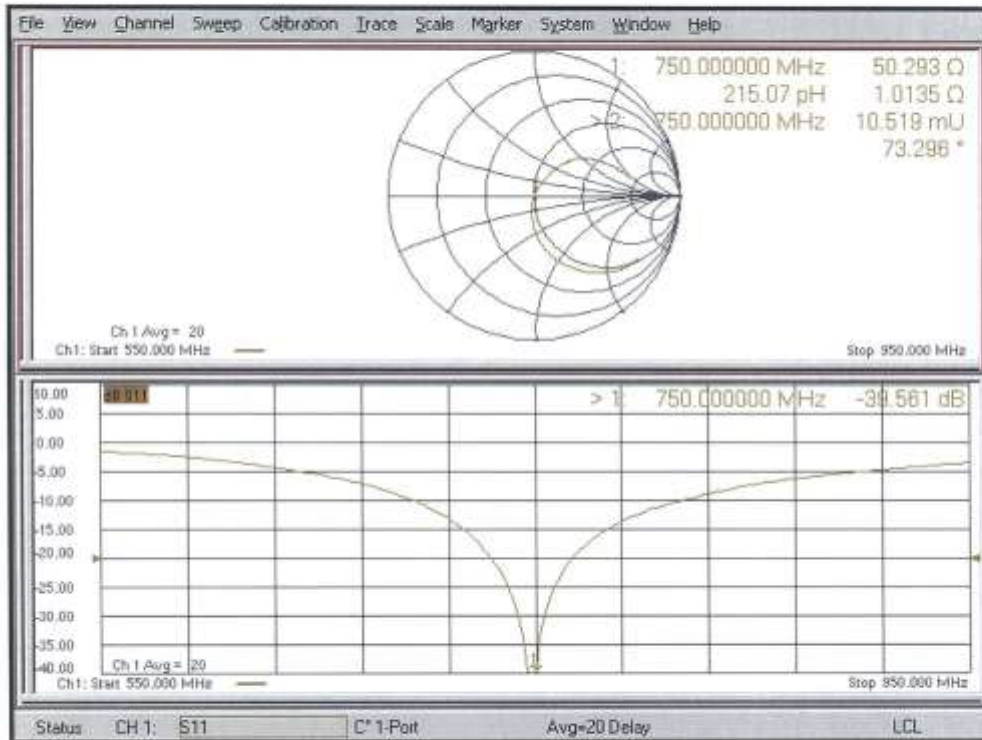 File View Channel Sweep Calibration Trace Scale Marker System Window Help
1: 750.000000 MHz 50.293 Ω
215.07 pH 1.0135 Ω
> 2: 750.000000 MHz 10.519 mU
73.296 °
Ch 1 Avg = 20
Ch1: Start 550.000 MHz
Stop 950.000 MHz
> 1: 750.000000 MHz -39.561 dB
5.00
0.00
-5.00
-10.00
-15.00
-20.00
-25.00
-30.00
-35.00
-40.00
Ch 1 Avg = 20
Ch1: Start 550.000 MHz
Stop 950.000 MHz
Status CH 1: S11 C* 1-Port Avg=20 Delay LCL